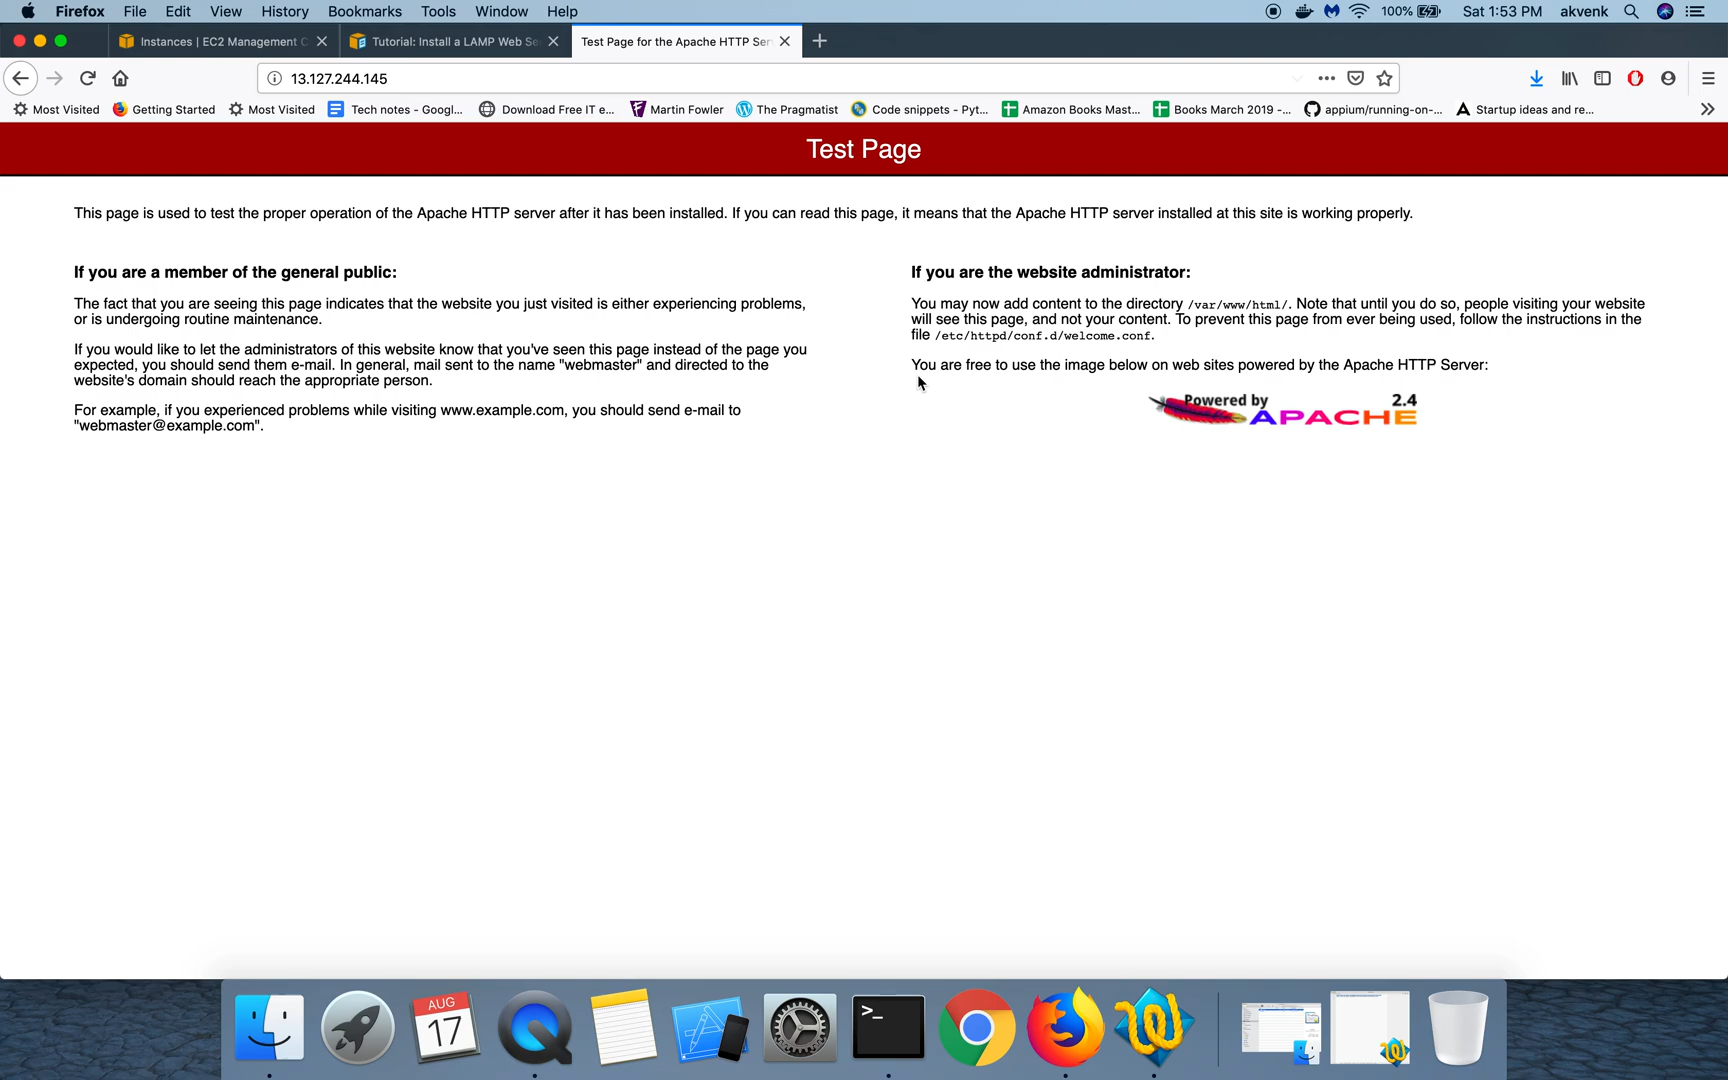 Firefox File Edit View History Bookmarks Tools Window Help 100% Sat 1:53 PM akvenk
Instances | EC2 Management C Tutorial: Install a LAMP Web Se Test Page for the Apache HTTP Ser
13.127.244.145
Most Visited Getting Started Most Visited Tech notes - Googl... Download Free IT e... Martin Fowler The Pragmatist Code snippets - Pyt... Amazon Books Mast... Books March 2019 -... appium/running-on-... Startup ideas and re...
Test Page
This page is used to test the proper operation of the Apache HTTP server after it has been installed. If you can read this page, it means that the Apache HTTP server installed at this site is working properly.
If you are a member of the general public:
The fact that you are seeing this page indicates that the website you just visited is either experiencing problems,
or is undergoing routine maintenance.
If you would like to let the administrators of this website know that you've seen this page instead of the page you
expected, you should send them e-mail. In general, mail sent to the name "webmaster" and directed to the
website's domain should reach the appropriate person.
For example, if you experienced problems while visiting www.example.com, you should send e-mail to
"webmaster@example.com".
If you are the website administrator:
You may now add content to the directory /var/www/html/. Note that until you do so, people visiting your website
will see this page, and not your content. To prevent this page from ever being used, follow the instructions in the
file /etc/httpd/conf.d/welcome.conf.
You are free to use the image below on web sites powered by the Apache HTTP Server:
Powered by 2.4
APACHE
AUG
17
>_